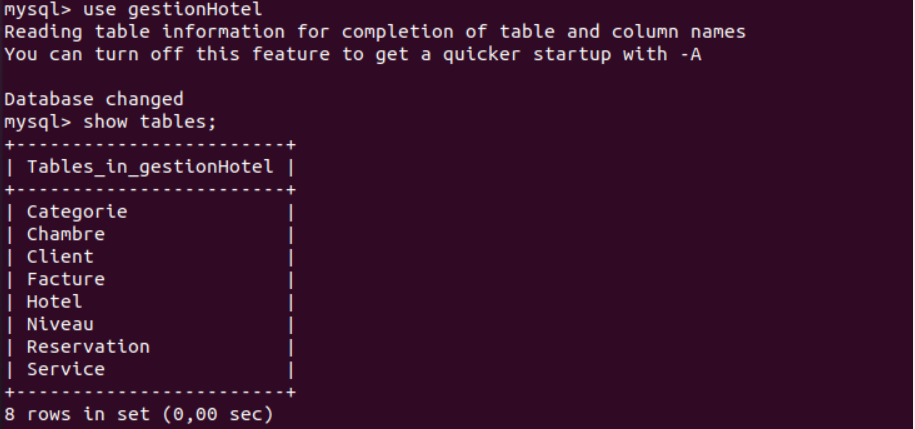 mysql> use gestionHotel
Reading table information for completion of table and column names
You can turn off this feature to get a quicker startup with -A

Database changed
mysql> show tables;
+------------------------+
| Tables_in_gestionHotel |
+------------------------+
| Categorie              |
| Chambre                |
| Client                 |
| Facture                |
| Hotel                  |
| Niveau                 |
| Reservation            |
| Service                |
+------------------------+
8 rows in set (0,00 sec)